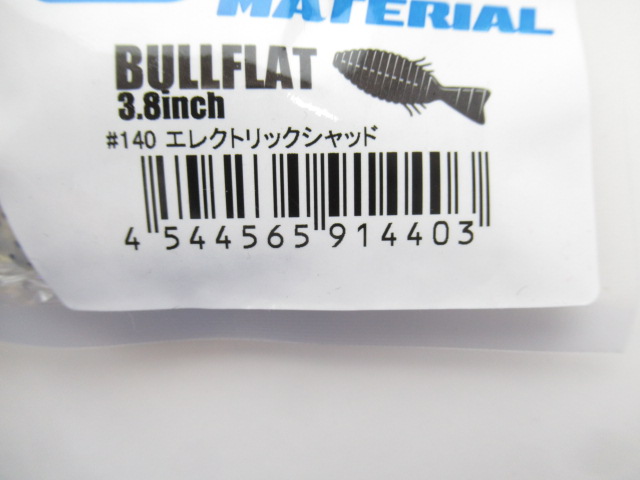 MATERIAL
BULLFLAT
3.8inch
#140 エレクトリックシャッド
4 544565 914403